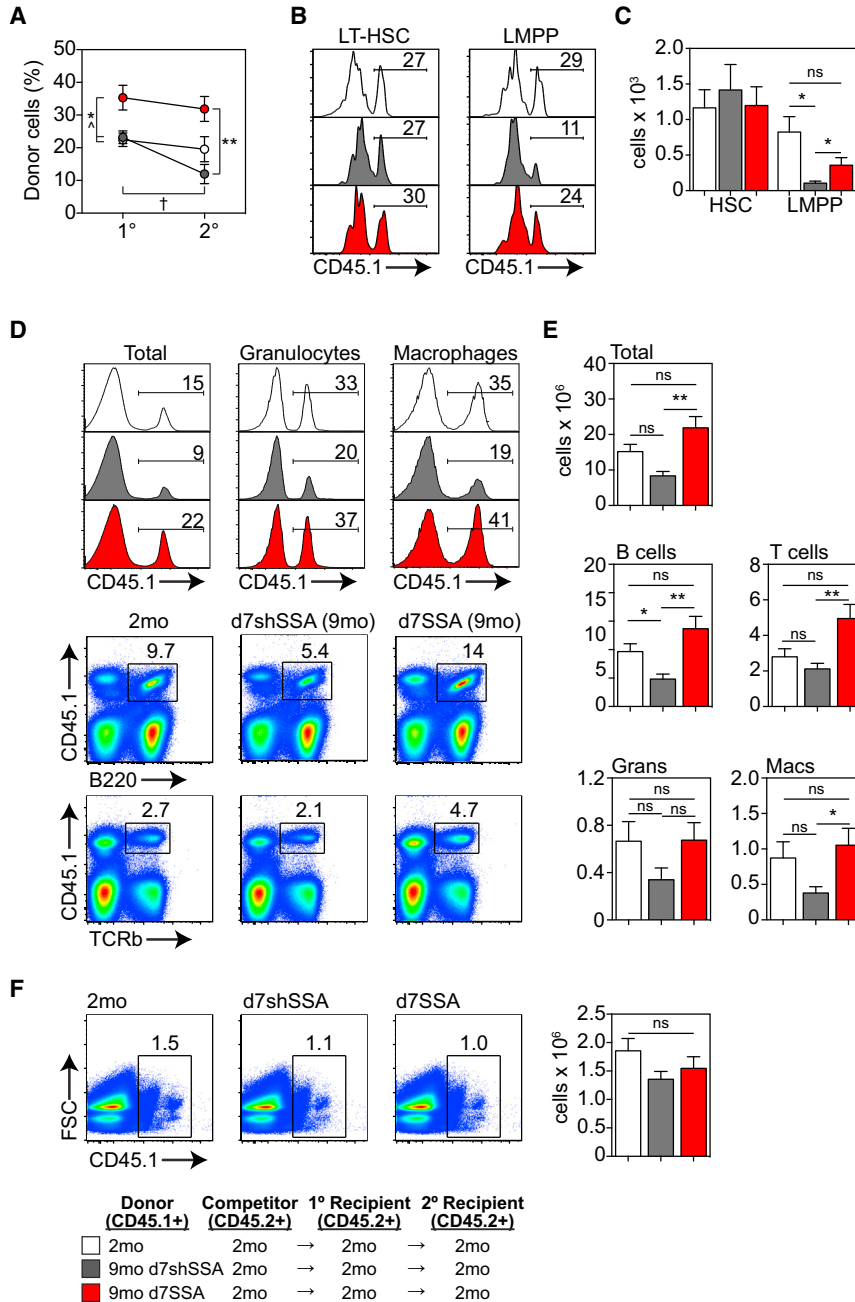 A
Donor cells (%)
50
40
30
20
10
0
*
^
**
†
1°
2°
B
LT-HSC
LMPP
27
29
27
11
30
24
CD45.1
CD45.1
C
cells x 10³
2.0
1.5
1.0
0.5
0
ns
*
*
HSC
LMPP
D
Total
Granulocytes
Macrophages
15
33
35
9
20
19
22
37
41
CD45.1
CD45.1
CD45.1
2mo
d7shSSA (9mo)
d7SSA (9mo)
9.7
5.4
14
CD45.1
B220
2.7
2.1
4.7
CD45.1
TCRb
E
Total
cells x 10⁶
40
30
20
10
0
ns
ns
**
B cells
20
15
10
5
0
ns
*
**
T cells
8
6
4
2
0
ns
ns
**
Grans
1.2
0.8
0.4
0
ns
ns
ns
Macs
2.0
1.5
1.0
0.5
0
ns
ns
*
F
2mo
d7shSSA
d7SSA
1.5
1.1
1.0
FSC
CD45.1
cells x 10⁶
2.5
2.0
1.5
1.0
0.5
0
ns
Donor Competitor 1º Recipient 2º Recipient
(CD45.1+) (CD45.2+) (CD45.2+) (CD45.2+)
2mo 2mo → 2mo → 2mo
9mo d7shSSA 2mo → 2mo → 2mo
9mo d7SSA 2mo → 2mo → 2mo